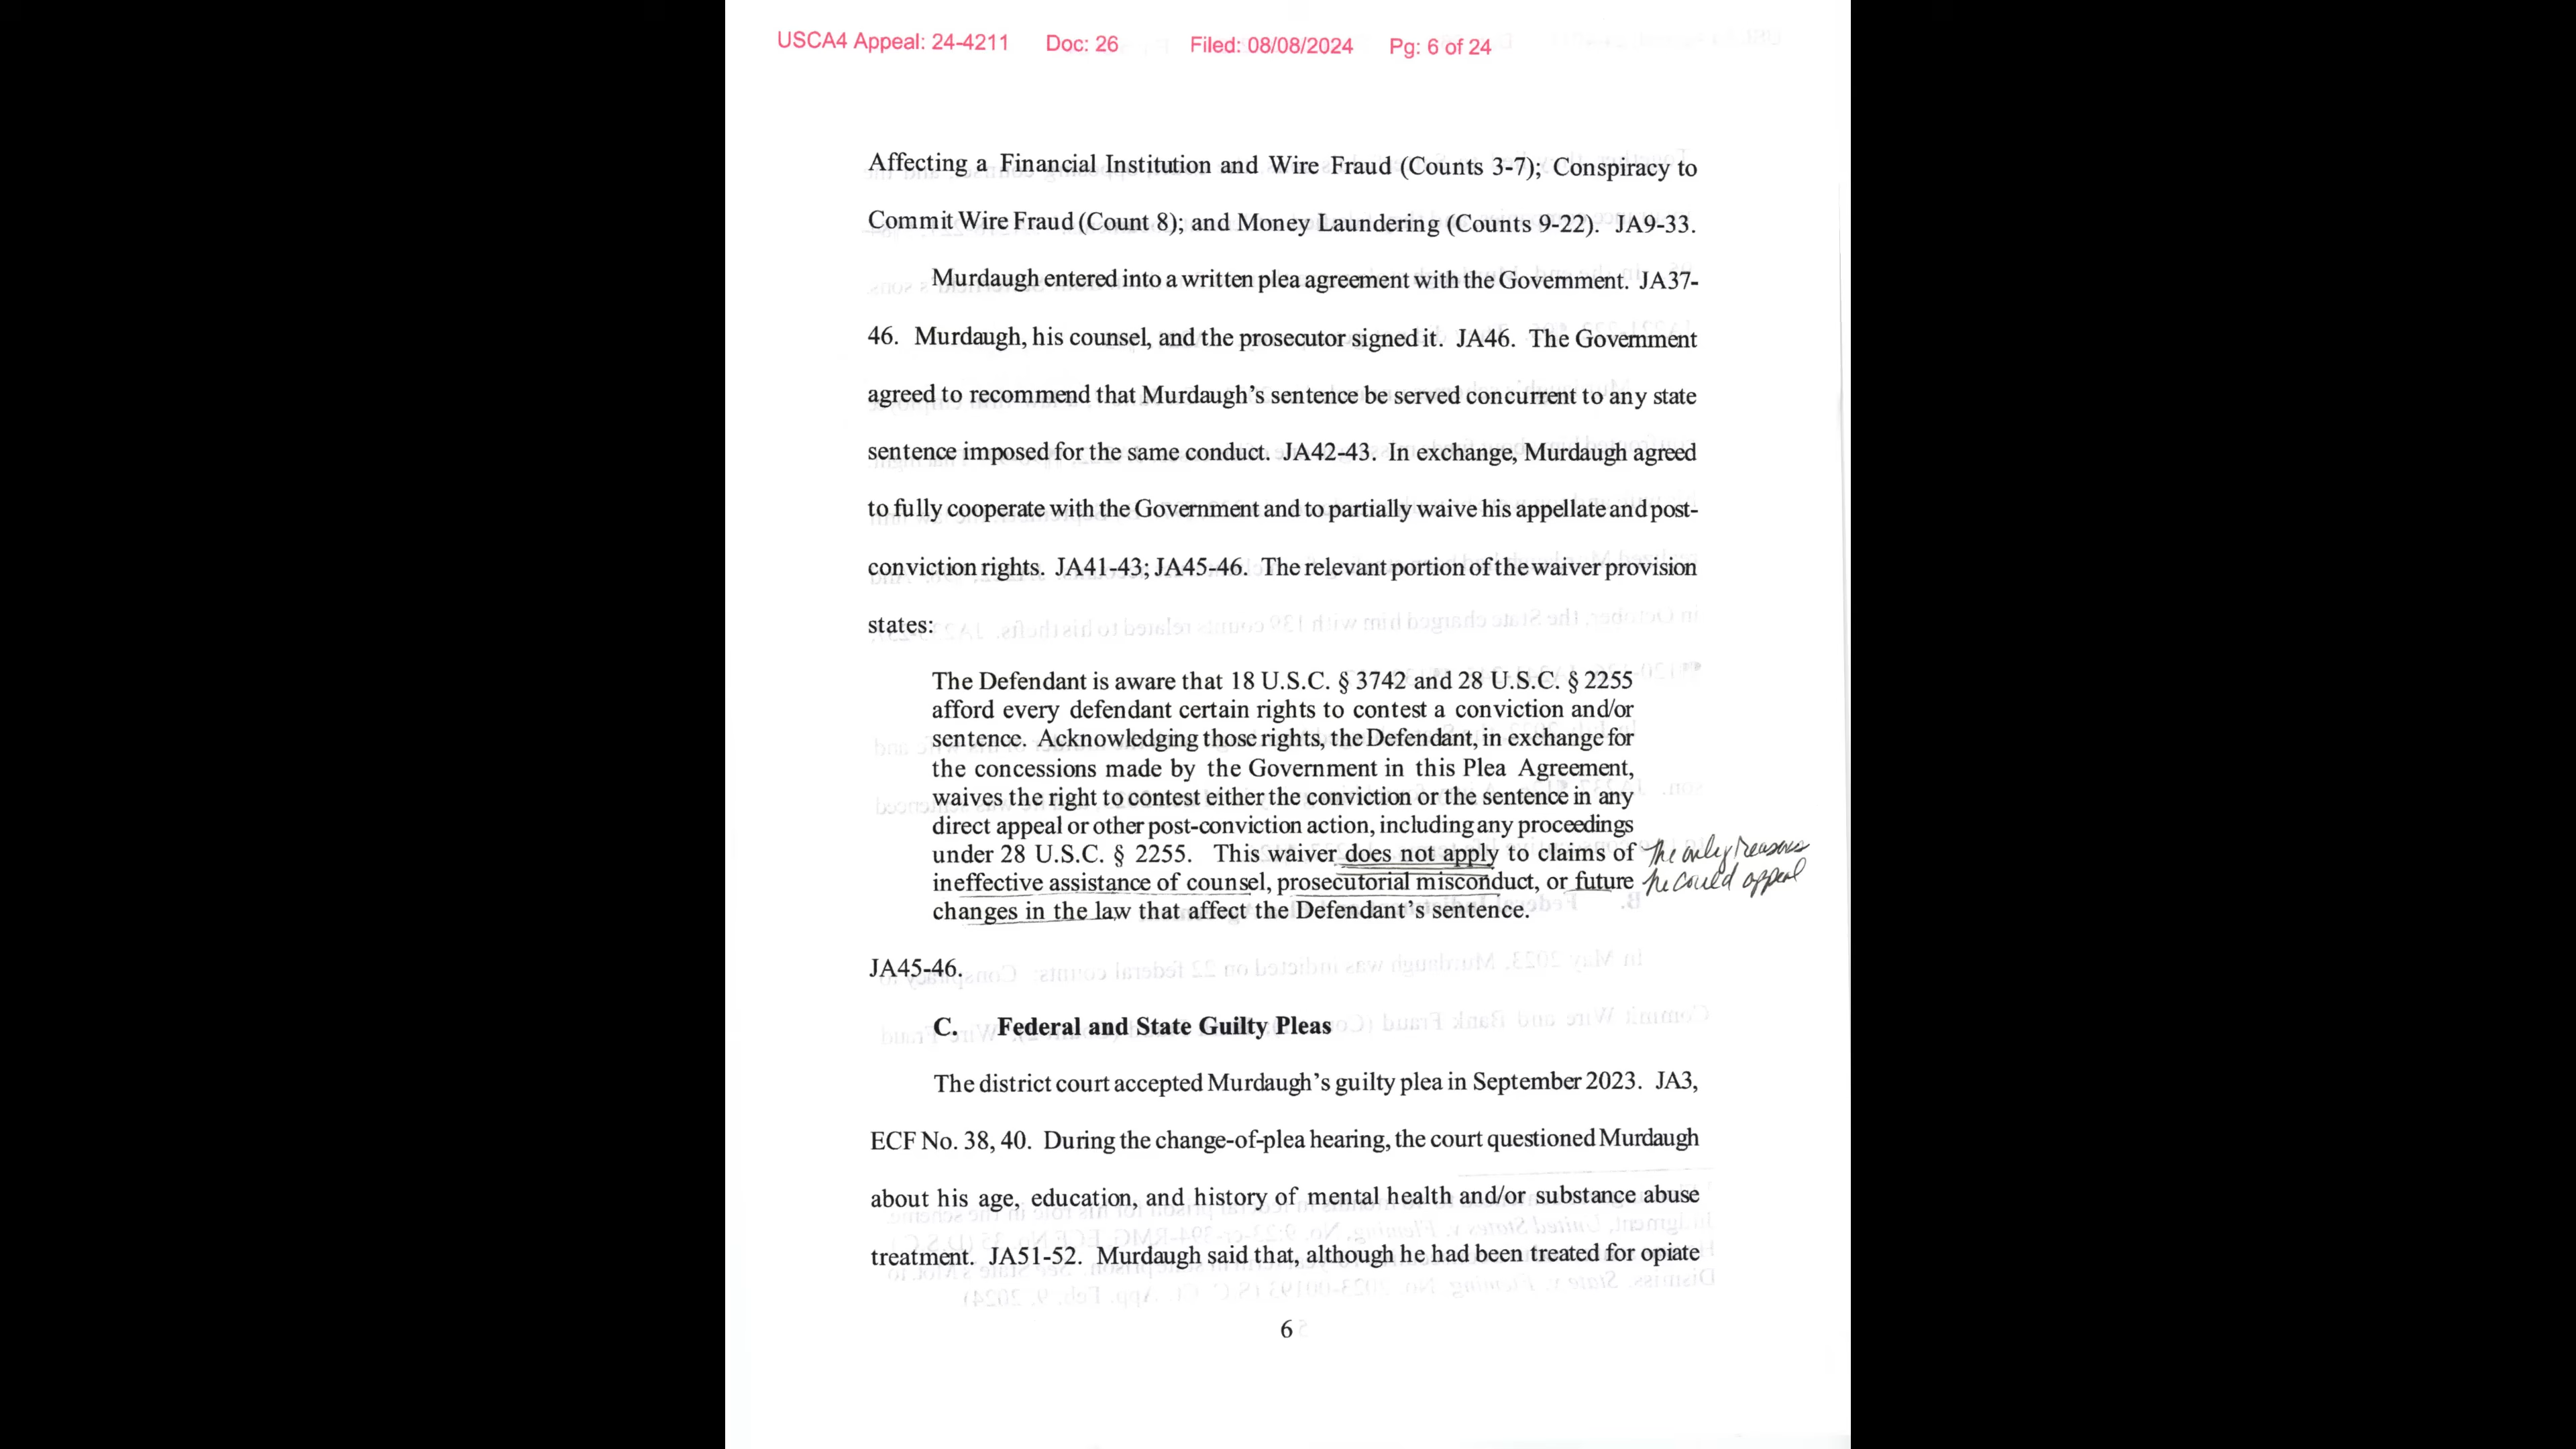 USCA4 Appeal: 24-4211 Doc: 26 Filed: 08/08/2024 Pg: 6 of 24
Affecting a Financial Institution and Wire Fraud (Counts 3-7); Conspiracy to
Commit Wire Fraud (Count 8); and Money Laundering (Counts 9-22). JA9-33.
Murdaugh entered into a written plea agreement with the Government. JA37-
46. Murdaugh, his counsel, and the prosecutor signed it. JA46. The Government
agreed to recommend that Murdaugh’s sentence be served concurrent to any state
sentence imposed for the same conduct. JA42-43. In exchange, Murdaugh agreed
to fully cooperate with the Government and to partially waive his appellate and post-
conviction rights. JA41-43; JA45-46. The relevant portion of the waiver provision
states:
The Defendant is aware that 18 U.S.C. § 3742 and 28 U.S.C. § 2255
afford every defendant certain rights to contest a conviction and/or
sentence. Acknowledging those rights, the Defendant, in exchange for
the concessions made by the Government in this Plea Agreement,
waives the right to contest either the conviction or the sentence in any
direct appeal or other post-conviction action, including any proceedings
under 28 U.S.C. § 2255. This waiver does not apply to claims of
ineffective assistance of counsel, prosecutorial misconduct, or future
changes in the law that affect the Defendant’s sentence.
The only reasons
he could appeal
JA45-46.
C. Federal and State Guilty Pleas
The district court accepted Murdaugh’s guilty plea in September 2023. JA3,
ECF No. 38, 40. During the change-of-plea hearing, the court questioned Murdaugh
about his age, education, and history of mental health and/or substance abuse
treatment. JA51-52. Murdaugh said that, although he had been treated for opiate
6